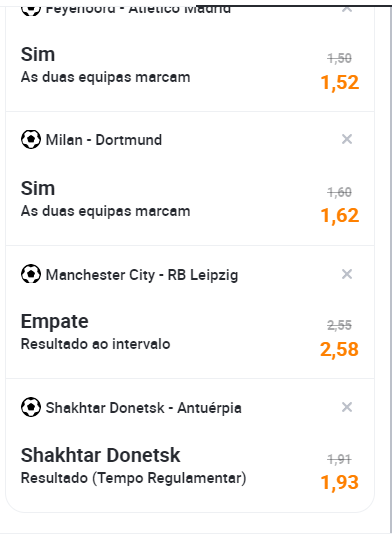 Feyenoord - Atlético Madrid
Sim
1,50
As duas equipas marcam
1,52
Milan - Dortmund
Sim
1,60
As duas equipas marcam
1,62
Manchester City - RB Leipzig
Empate
2,55
Resultado ao intervalo
2,58
Shakhtar Donetsk - Antuérpia
Shakhtar Donetsk
1,91
Resultado (Tempo Regulamentar)
1,93